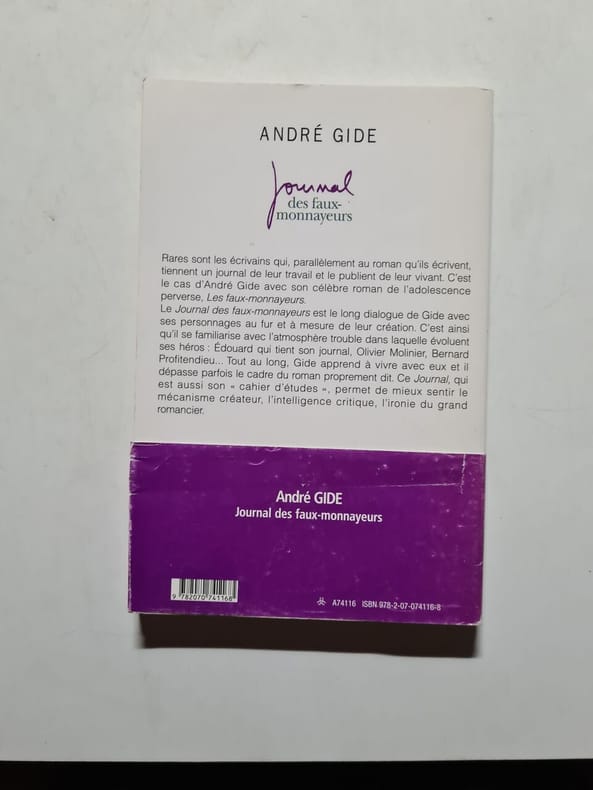 ANDRÉ GIDE
Journal
des faux-
monnayeurs
Rares sont les écrivains qui, parallèlement au roman qu'ils écrivent,
tiennent un journal de leur travail et le publient de leur vivant. C'est
le cas d'André Gide avec son célèbre roman de l'adolescence
perverse, Les faux-monnayeurs.
Le Journal des faux-monnayeurs est le long dialogue de Gide avec
ses personnages au fur et à mesure de leur création. C'est ainsi
qu'il se familiarise avec l'atmosphère trouble dans laquelle évoluent
ses héros : Édouard qui tient son journal, Olivier Molinier, Bernard
Profitendieu... Tout au long, Gide apprend à vivre avec eux et il
dépasse parfois le cadre du roman proprement dit. Ce Journal, qui
est aussi son « cahier d'études », permet de mieux sentir le
mécanisme créateur, l'intelligence critique, l'ironie du grand
romancier.
André GIDE
Journal des faux-monnayeurs
9 782070 741168
A74116 ISBN 978-2-07-074116-8